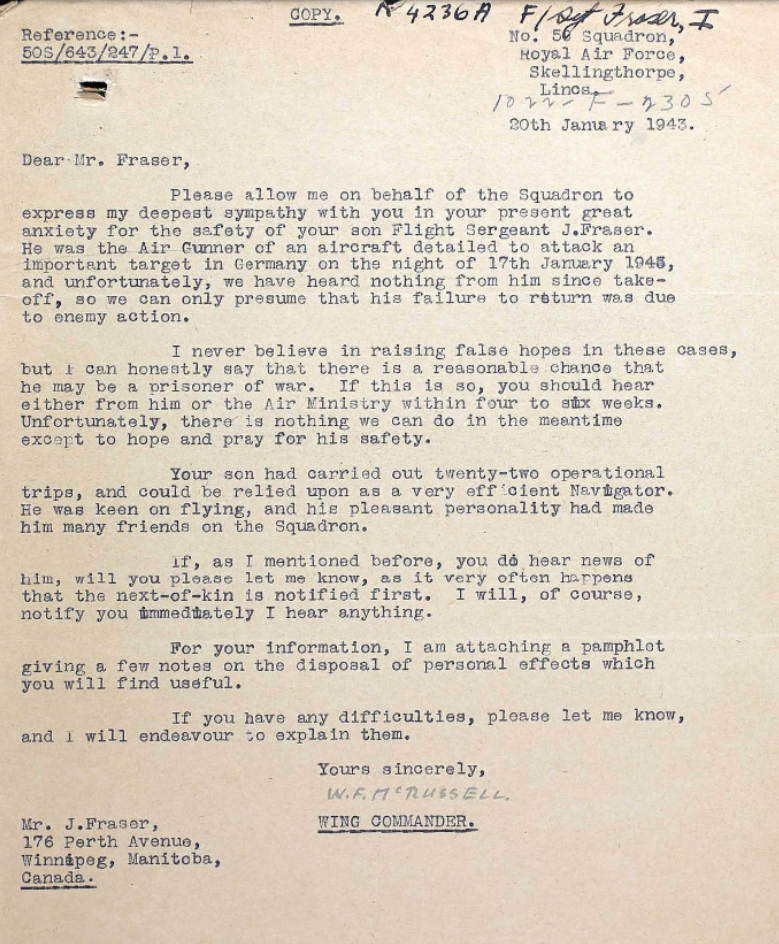 COPY.
R 4236A F/Sgt Fraser, I
Reference:-
50S/643/247/P.1.
No. 50 Squadron,
Royal Air Force,
Skellingthorpe,
Lincs.
1022-F-2305
20th January 1943.
Dear Mr. Fraser,
Please allow me on behalf of the Squadron to
express my deepest sympathy with you in your present great
anxiety for the safety of your son Flight Sergeant J.Fraser.
He was the Air Gunner of an aircraft detailed to attack an
important target in Germany on the night of 17th January 1943,
and unfortunately, we have heard nothing from him since take-
off, so we can only presume that his failure to return was due
to enemy action.
I never believe in raising false hopes in these cases,
but I can honestly say that there is a reasonable chance that
he may be a prisoner of war. If this is so, you should hear
either from him or the Air Ministry within four to six weeks.
Unfortunately, there is nothing we can do in the meantime
except to hope and pray for his safety.
Your son had carried out twenty-two operational
trips, and could be relied upon as a very efficient Navigator.
He was keen on flying, and his pleasant personality had made
him many friends on the Squadron.
If, as I mentioned before, you do hear news of
him, will you please let me know, as it very often happens
that the next-of-kin is notified first. I will, of course,
notify you immediately I hear anything.
For your information, I am attaching a pamphlet
giving a few notes on the disposal of personal effects which
you will find useful.
If you have any difficulties, please let me know,
and I will endeavour to explain them.
Yours sincerely,
W.F. McRUSSELL.
WING COMMANDER.
Mr. J.Fraser,
176 Perth Avenue,
Winnipeg, Manitoba,
Canada.